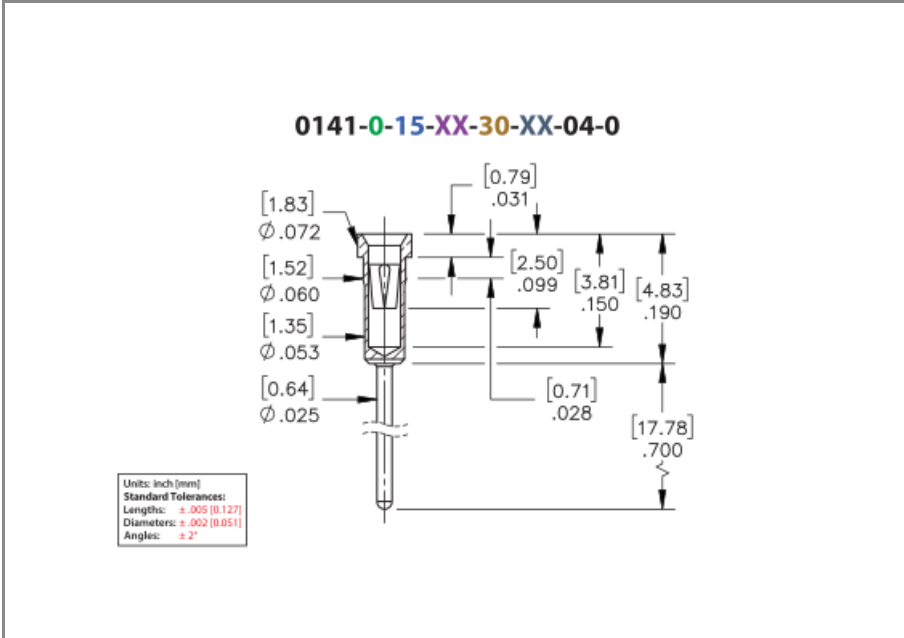 0141-0-15-XX-30-XX-04-0
[0.79]
.031
[1.83]
Ø.072
[1.52]
Ø.060
[2.50]
.099
[3.81]
.150
[4.83]
.190
[1.35]
Ø.053
[0.64]
Ø.025
[0.71]
.028
[17.78]
.700
Units: inch [mm]
Standard Tolerances:
Lengths: ± .005 [0.127]
Diameters: ± .002 [0.051]
Angles: ± 2°